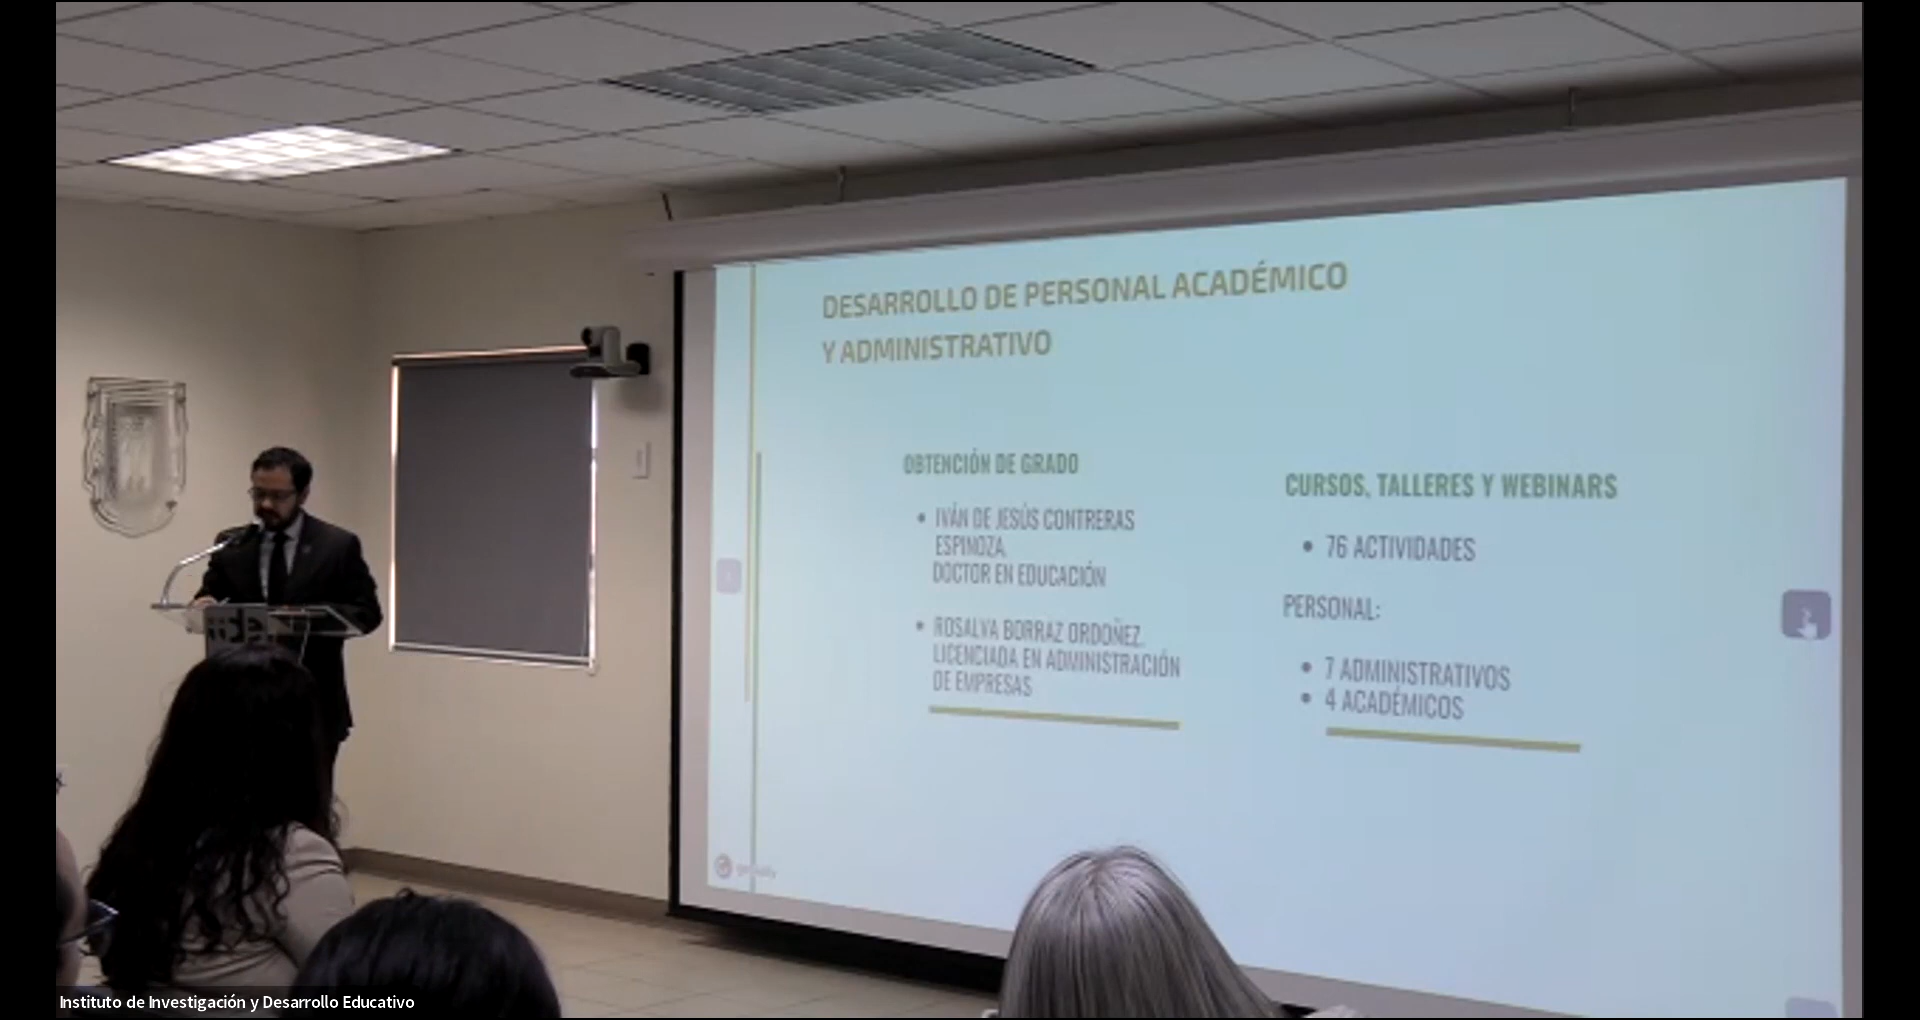 DESARROLLO DE PERSONAL ACADÉMICO
Y ADMINISTRATIVO
OBTENCIÓN DE GRADO
• IVÁN DE JESÚS CONTRERAS
ESPINOZA.
DOCTOR EN EDUCACIÓN
• ROSALVA BORRAZ ORDOÑEZ.
LICENCIADA EN ADMINISTRACIÓN
DE EMPRESAS
CURSOS, TALLERES Y WEBINARS
• 76 ACTIVIDADES
PERSONAL:
• 7 ADMINISTRATIVOS
• 4 ACADÉMICOS
genially
Instituto de Investigación y Desarrollo Educativo